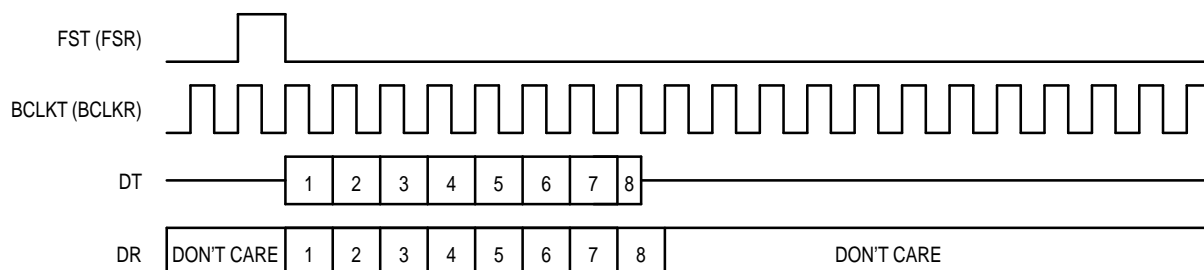 FST (FSR)
BCLKT (BCLKR)
DT 1 2 3 4 5 6 7 8
DR DON'T CARE 1 2 3 4 5 6 7 8 DON'T CARE